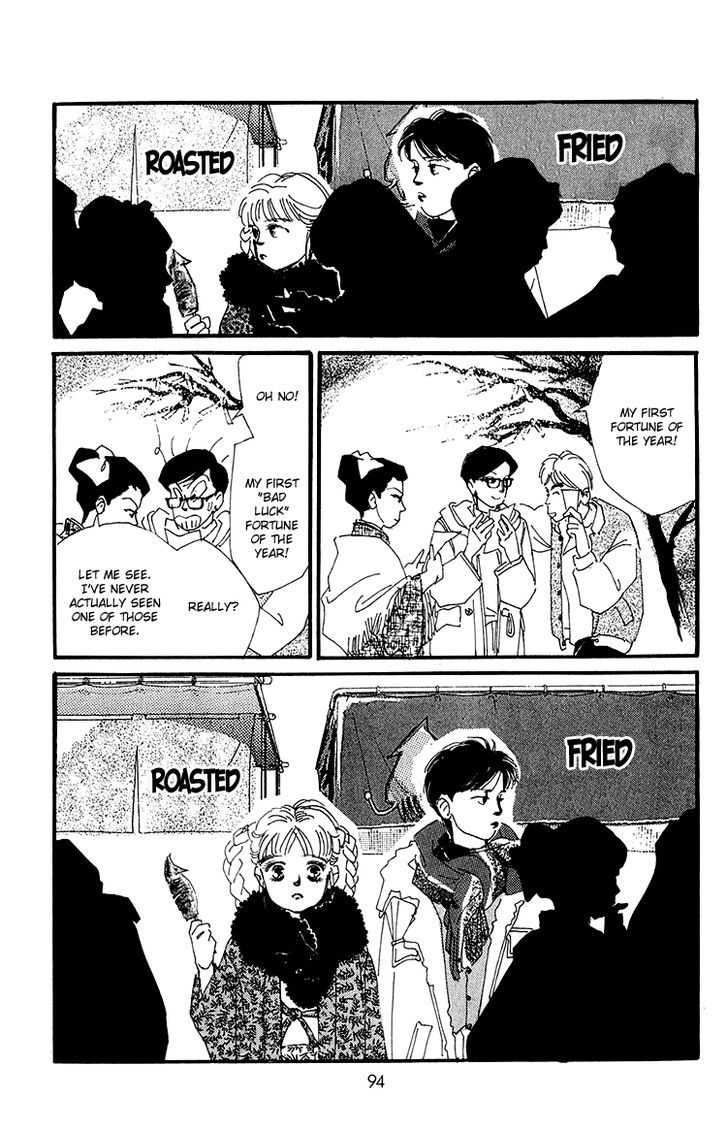 FRIED
ROASTED
MY FIRST
FORTUNE OF
THE YEAR!
OH NO!
MY FIRST
"BAD
LUCK"
FORTUNE
OF THE
YEAR!
REALLY?
LET ME SEE.
I'VE NEVER
ACTUALLY SEEN
ONE OF THOSE
BEFORE.
FRIED
ROASTED
94